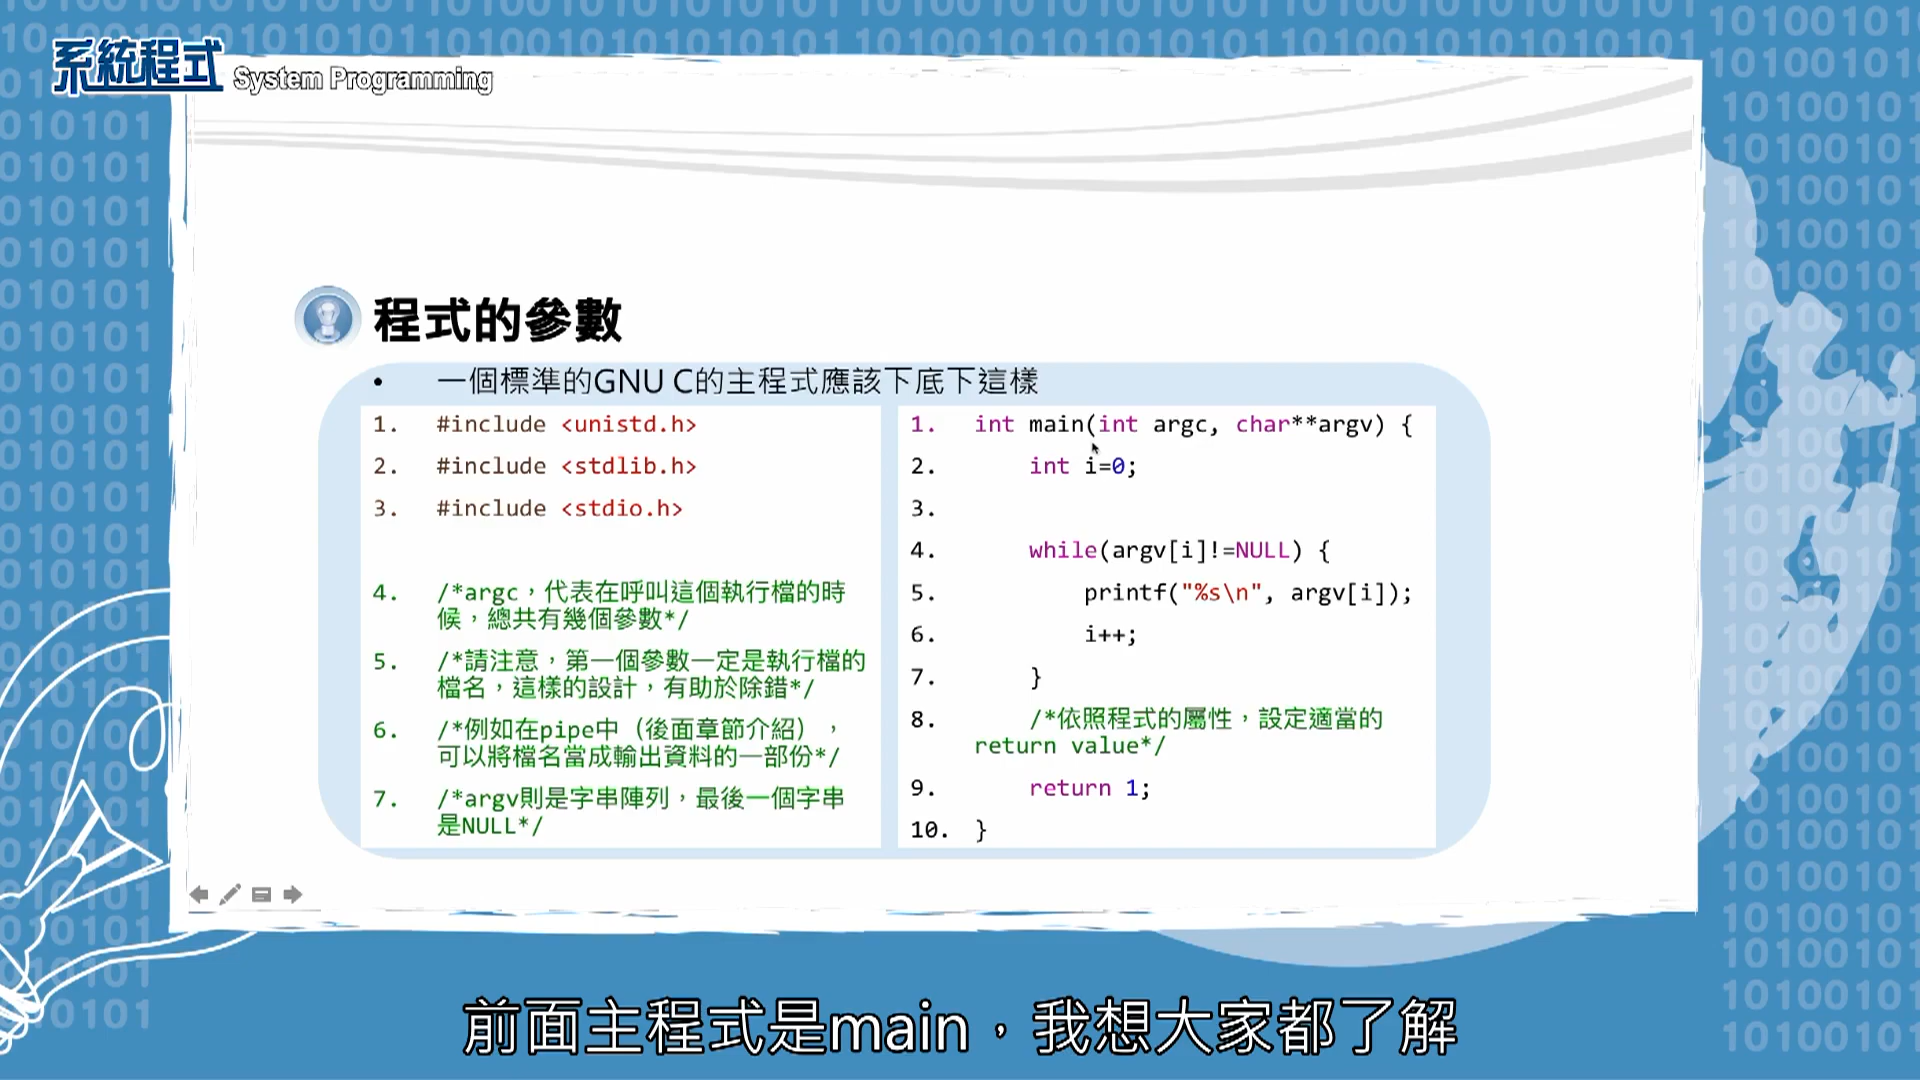 系統程式 System Programming
程式的參數
• 一個標準的GNU C的主程式應該下底下這樣
1. #include <unistd.h>
2. #include <stdlib.h>
3. #include <stdio.h>
4. /*argc，代表在呼叫這個執行檔的時
候，總共有幾個參數*/
5. /*請注意，第一個參數一定是執行檔的
檔名，這樣的設計，有助於除錯*/
6. /*例如在pipe中（後面章節介紹），
可以將檔名當成輸出資料的一部份*/
7. /*argv則是字串陣列，最後一個字串
是NULL*/
1. int main(int argc, char**argv) {
2. int i=0;
3.
4. while(argv[i]!=NULL) {
5. printf("%s\n", argv[i]);
6. i++;
7. }
8. /*依照程式的屬性，設定適當的
return value*/
9. return 1;
10. }
前面主程式是main，我想大家都了解